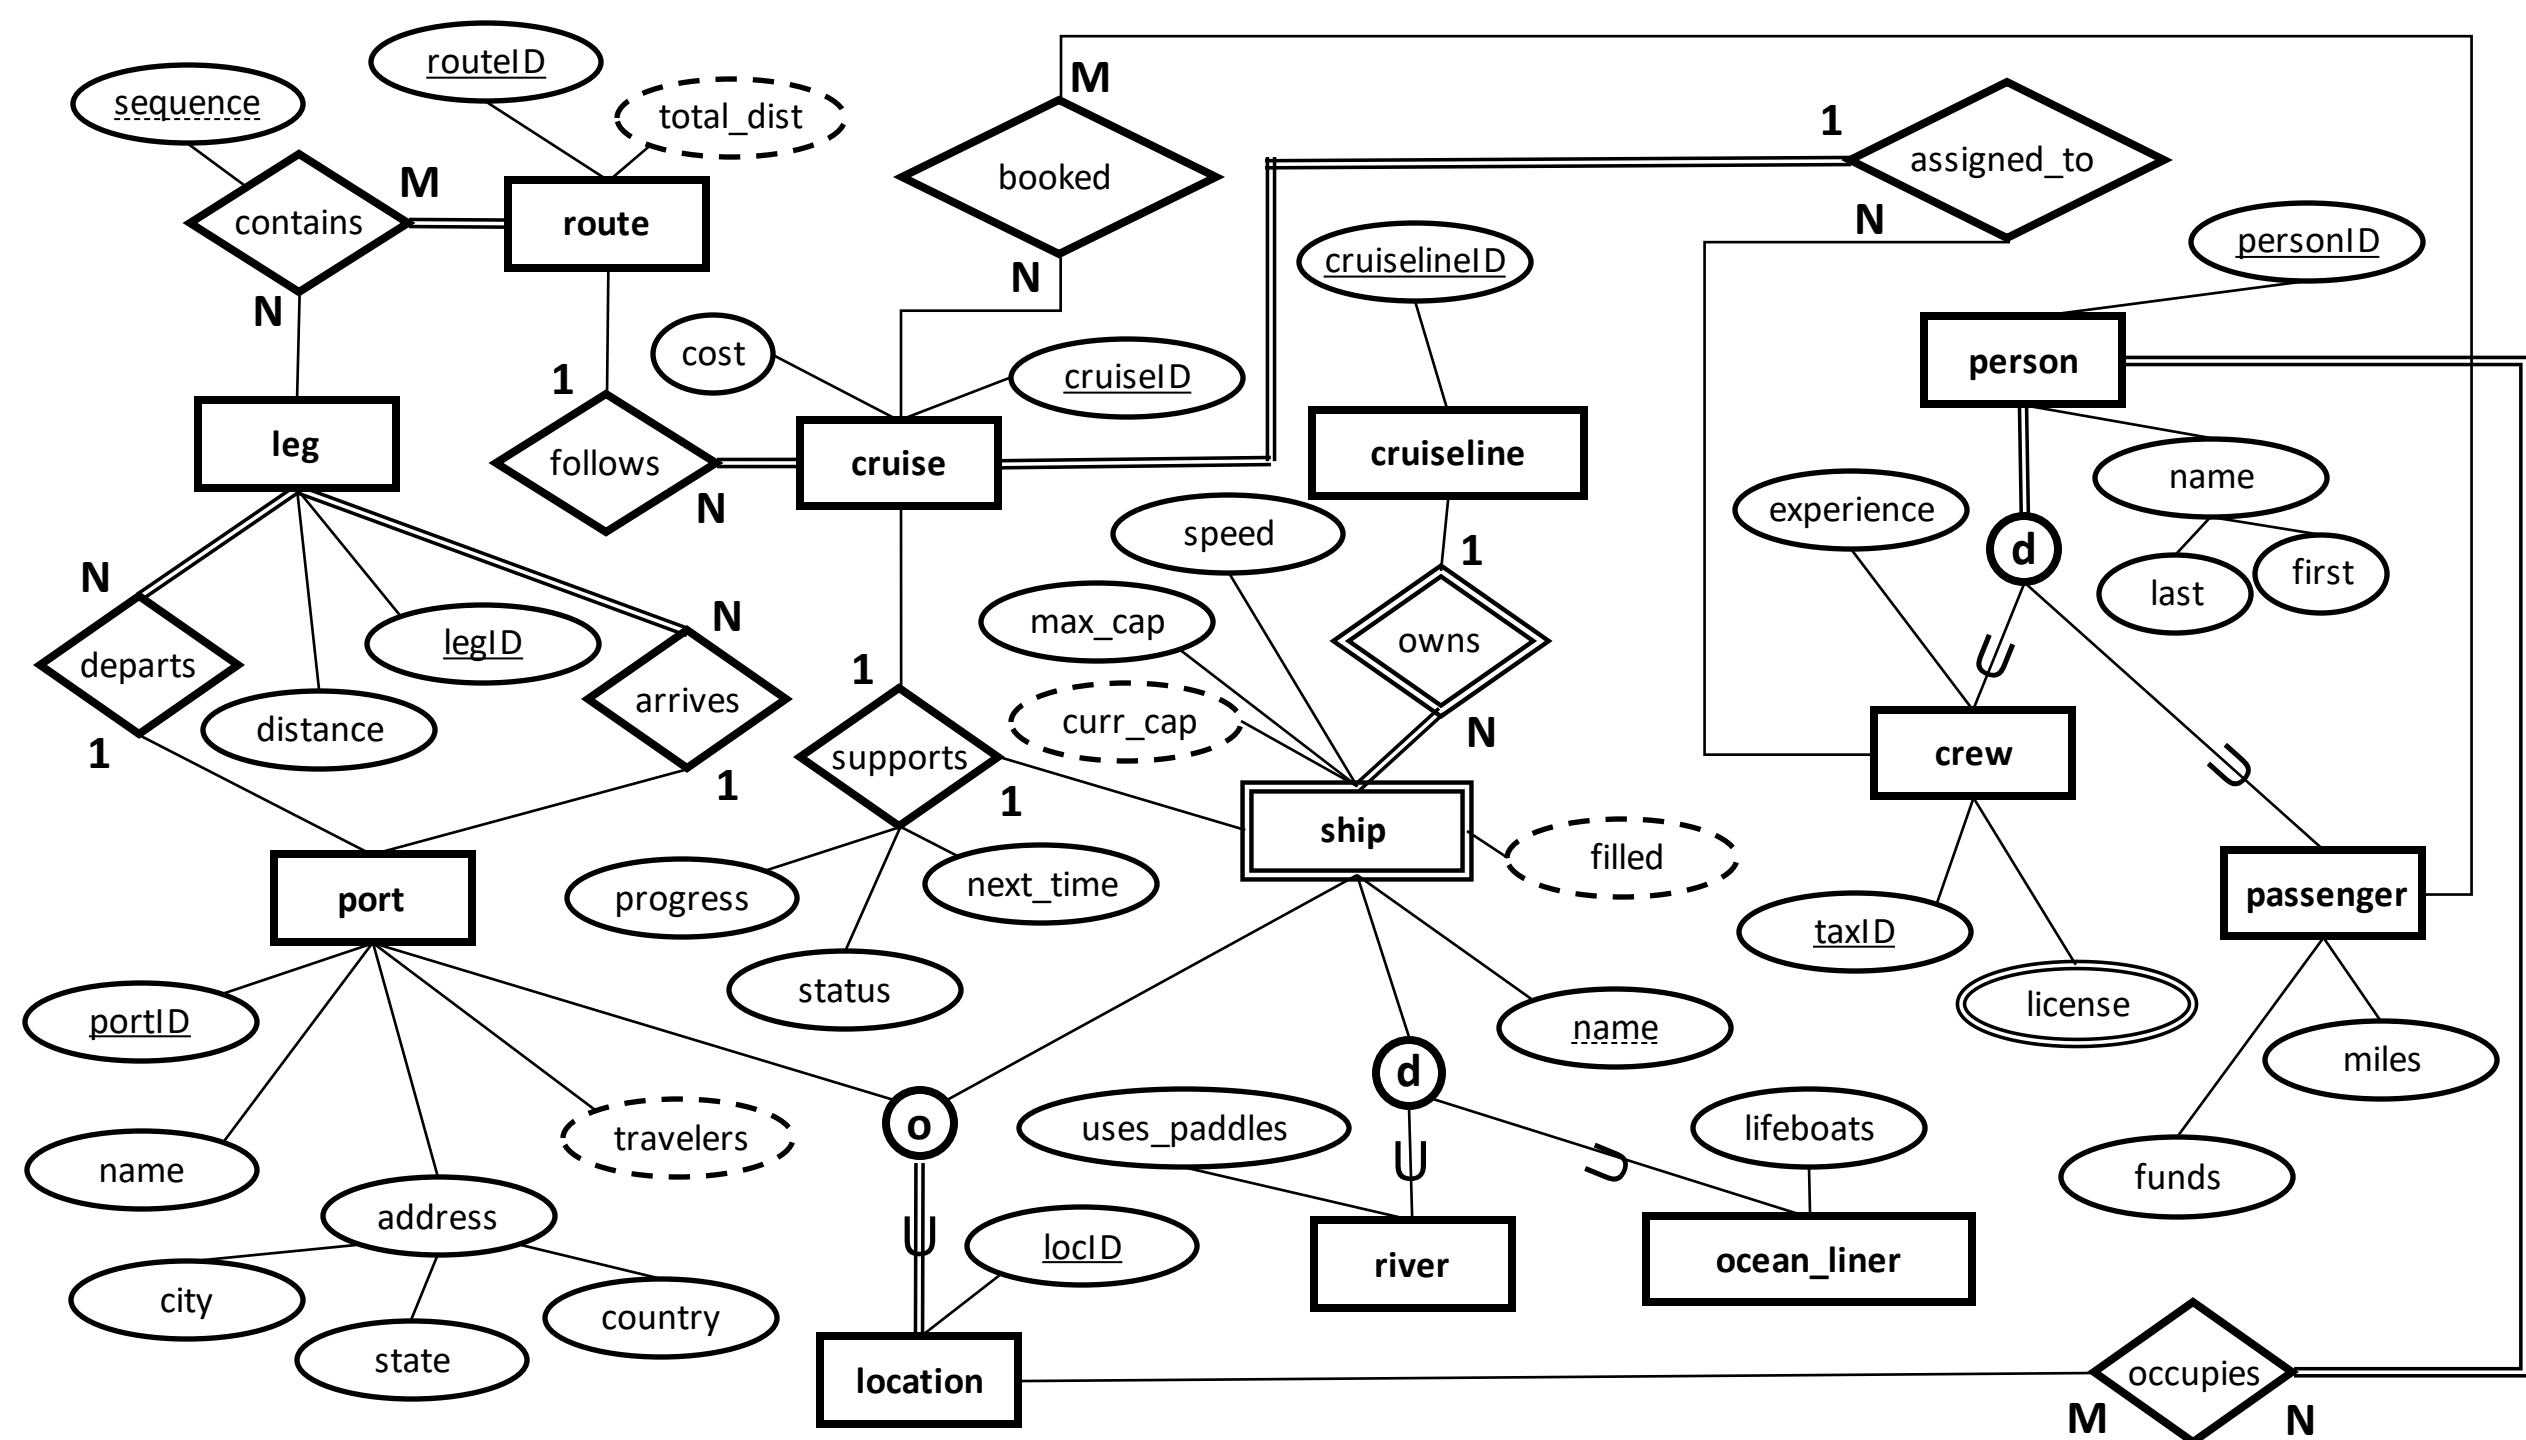 routeID
sequence
total_dist
M
booked
1
assigned_to
contains
M
route
N
N
personID
cruiselineID
N
cost
cruiseID
person
1
leg
follows
cruise
cruiseline
name
N
experience
speed
1
d
first
last
N
N
max_cap
legID
owns
departs
1
arrives
curr_cap
N
distance
supports
crew
1
1
1
ship
filled
progress
next_time
port
passenger
taxID
status
license
portID
name
miles
d
o
uses_paddles
lifeboats
travelers
name
funds
address
locID
river
ocean_liner
city
country
state
location
occupies
M
N
U
U
U
U
U